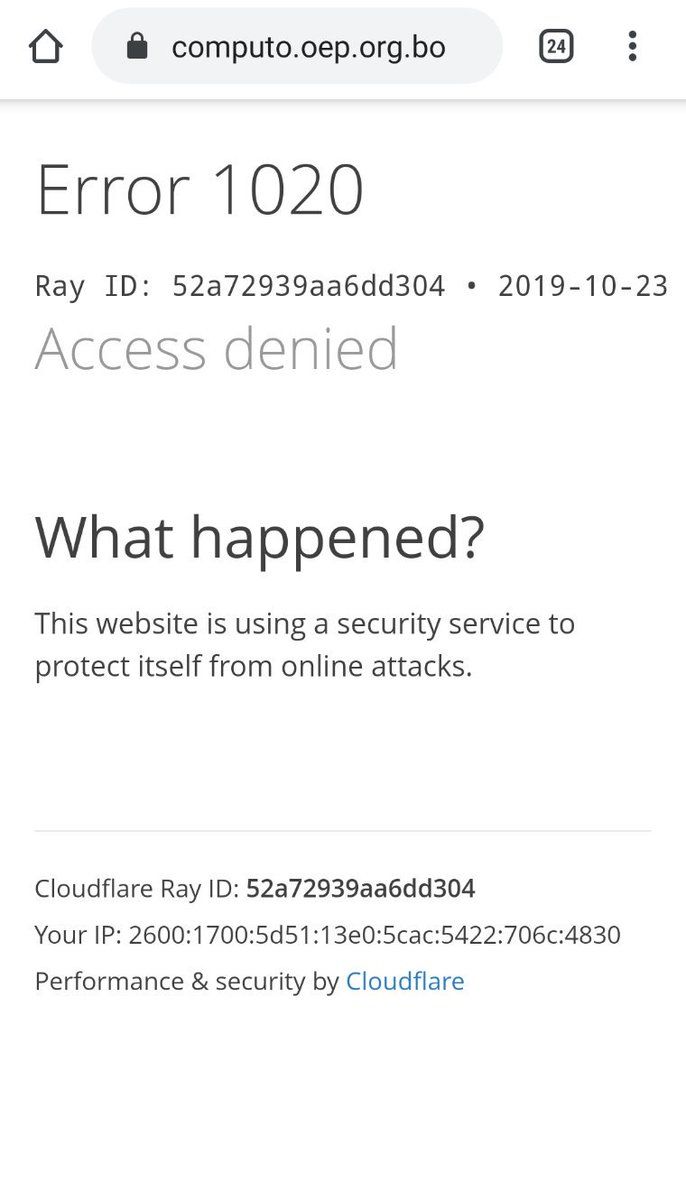 computo.oep.org.bo
24
Error 1020
Ray ID: 52a72939aa6dd304 • 2019-10-23
Access denied
What happened?
This website is using a security service to
protect itself from online attacks.
Cloudflare Ray ID: 52a72939aa6dd304
Your IP: 2600:1700:5d51:13e0:5cac:5422:706c:4830
Performance & security by Cloudflare